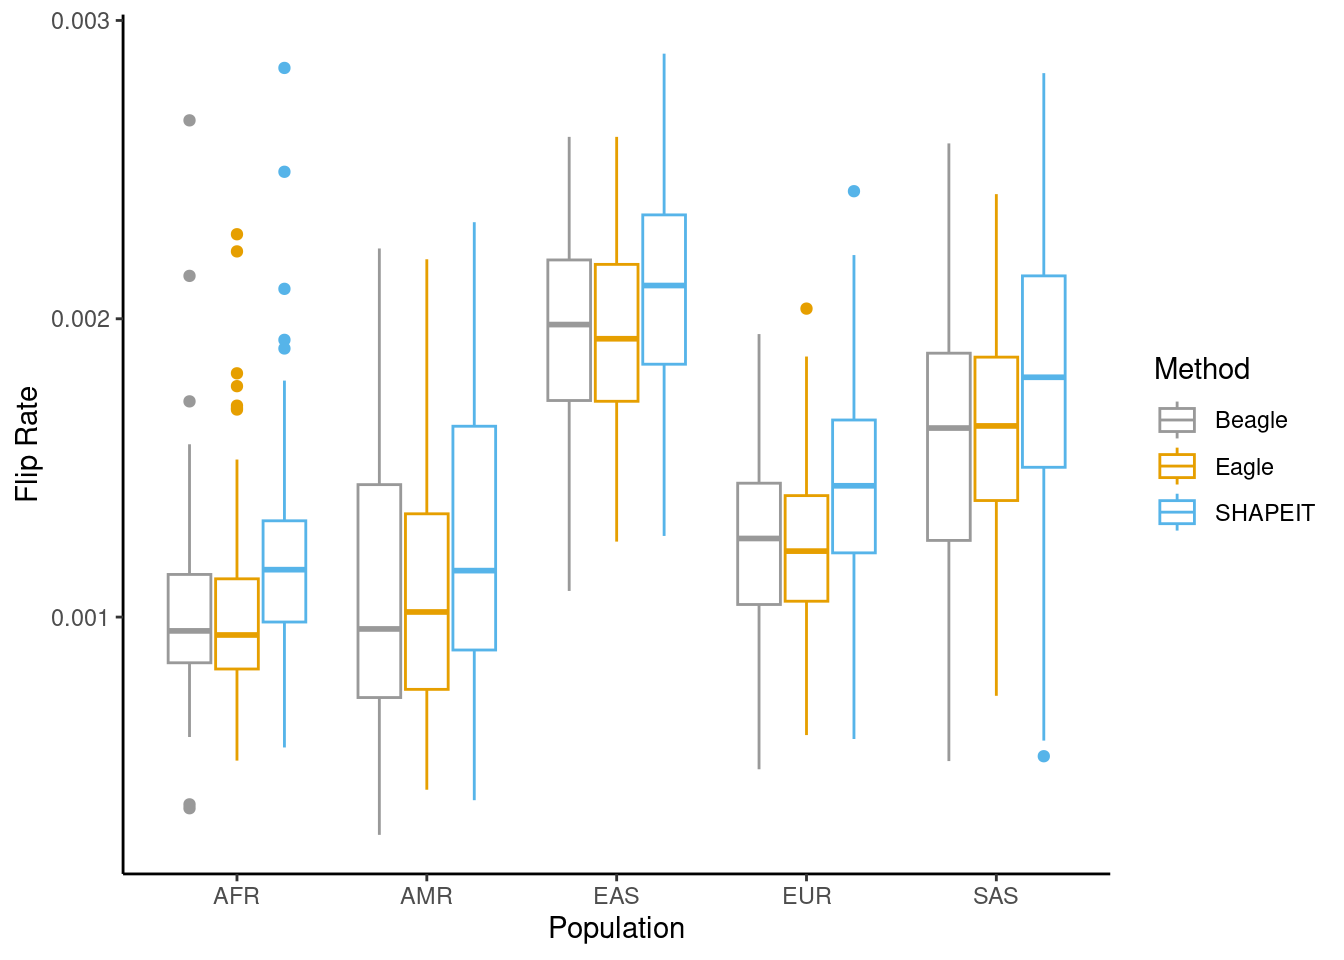 0.003
0.002
0.001
Flip Rate
AFR
AMR
EAS
EUR
SAS
Population
Method
Beagle
Eagle
SHAPEIT